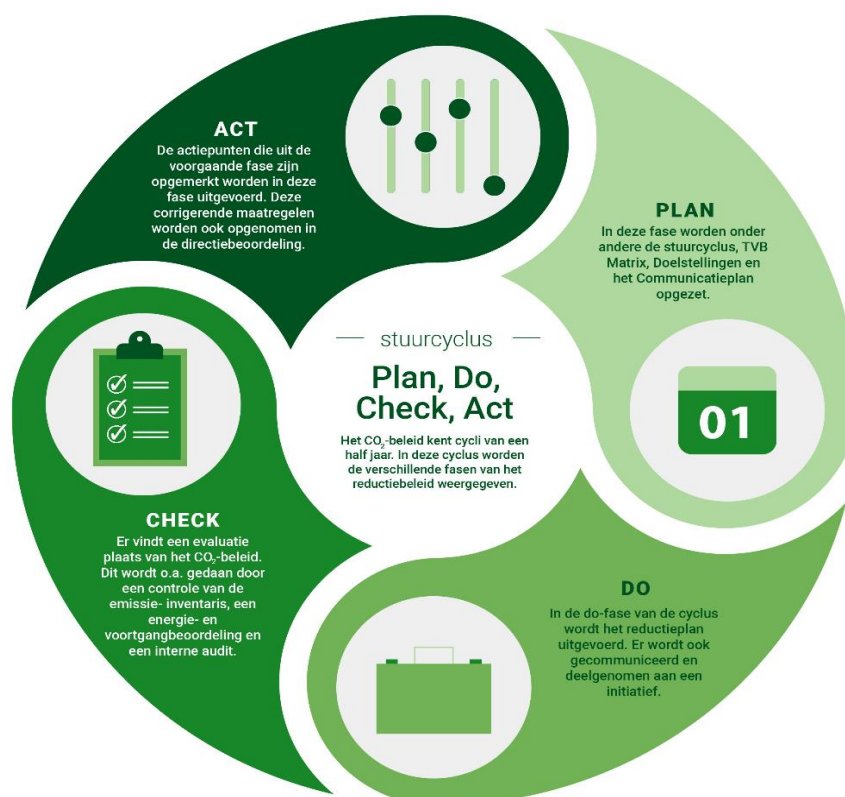 stuurcyclus
Plan, Do,
Check, Act
Het CO₂-beleid kent cycli van een
half jaar. In deze cyclus worden
de verschillende fasen van het
reductiebeleid weergegeven.
PLAN
In deze fase worden onder
andere de stuurcyclus, TVB
Matrix, Doelstellingen en
het Communicatieplan
opgezet.
01
DO
In de do-fase van de cyclus
wordt het reductieplan
uitgevoerd. Er wordt ook
gecommuniceerd en
deelgenomen aan een
initiatief.
CHECK
Er vindt een evaluatie
plaats van het CO₂-beleid.
Dit wordt o.a. gedaan door
een controle van de
emissie- inventaris, een
energie- en
voortgangbeoordeling en
een interne audit.
ACT
De actiepunten die uit de
voorgaande fase zijn
opgemerkt worden in deze
fase uitgevoerd. Deze
corrigerende maatregelen
worden ook opgenomen in
de directiebeoordeling.